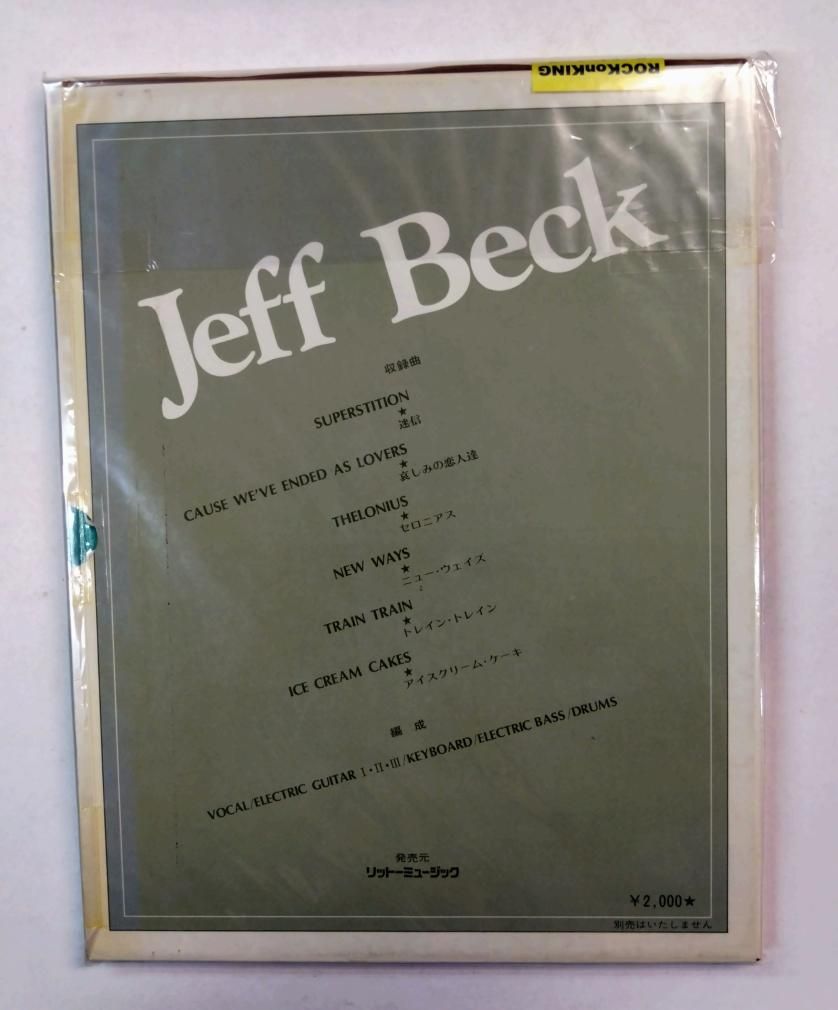 ROCKonKING
Jeff Beck
収録曲
SUPERSTITION
★
迷信
CAUSE WE'VE ENDED AS LOVERS
★
哀しみの恋人達
THELONIUS
★
セロニアス
NEW WAYS
★
ニュー・ウェイズ
TRAIN TRAIN
★
トレイン・トレイン
ICE CREAM CAKES
★
アイスクリーム・ケーキ
編 成
VOCAL/ELECTRIC GUITAR Ⅰ・Ⅱ・Ⅲ/KEYBOARD/ELECTRIC BASS/DRUMS
発売元
リットーミュージック
¥2,000★
別売はいたしません